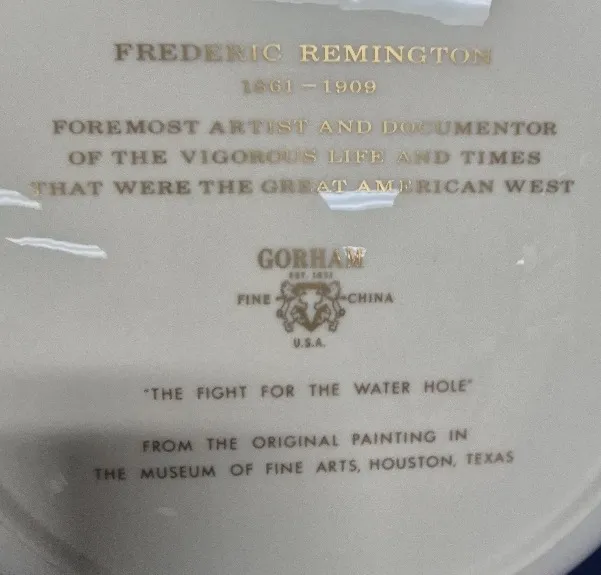 FREDERIC REMINGTON
1861–1909
FOREMOST ARTIST AND DOCUMENTOR
OF THE VIGOROUS LIFE AND TIMES
THAT WERE THE GREAT AMERICAN WEST
GORHAM
EST. 1831
FINE CHINA
U.S.A.
"THE FIGHT FOR THE WATER HOLE"
FROM THE ORIGINAL PAINTING IN
THE MUSEUM OF FINE ARTS, HOUSTON, TEXAS